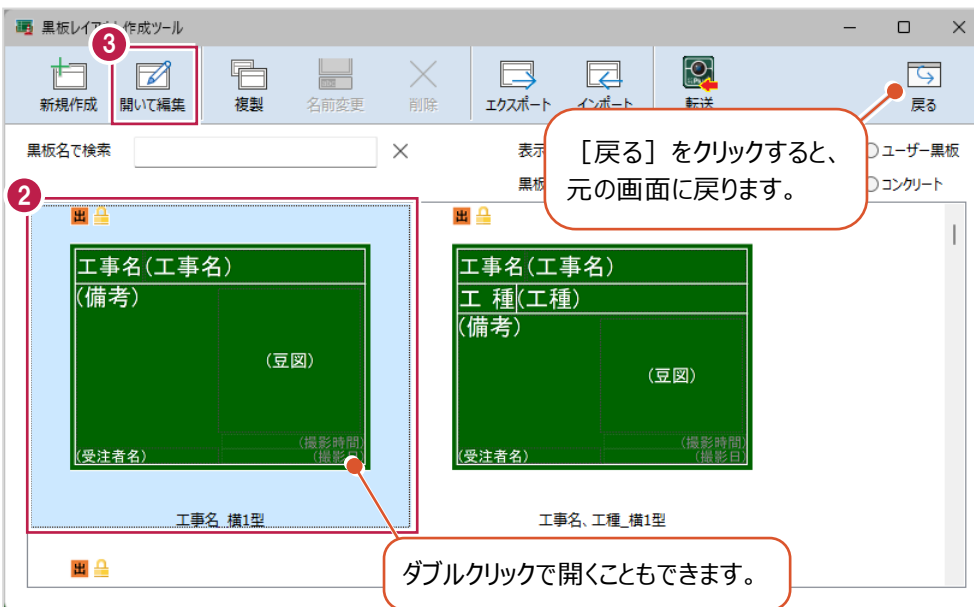 黒板レイアウト作成ツール
3
新規作成 開いて編集 複製 名前変更 削除 エクスポート インポート 転送 戻る
黒板名で検索 表示 ユーザー黒板
黒板 コンクリート
[戻る]をクリックすると、
元の画面に戻ります。
2
出 出
工事名(工事名) 工事名(工事名)
(備考) 工 種(工種)
(備考)
(豆図) (豆図)
(撮影時間) (撮影時間)
(受注者名) (撮影日) (受注者名) (撮影日)
工事名_横1型 工事名、工種_横1型
ダブルクリックで開くこともできます。
出